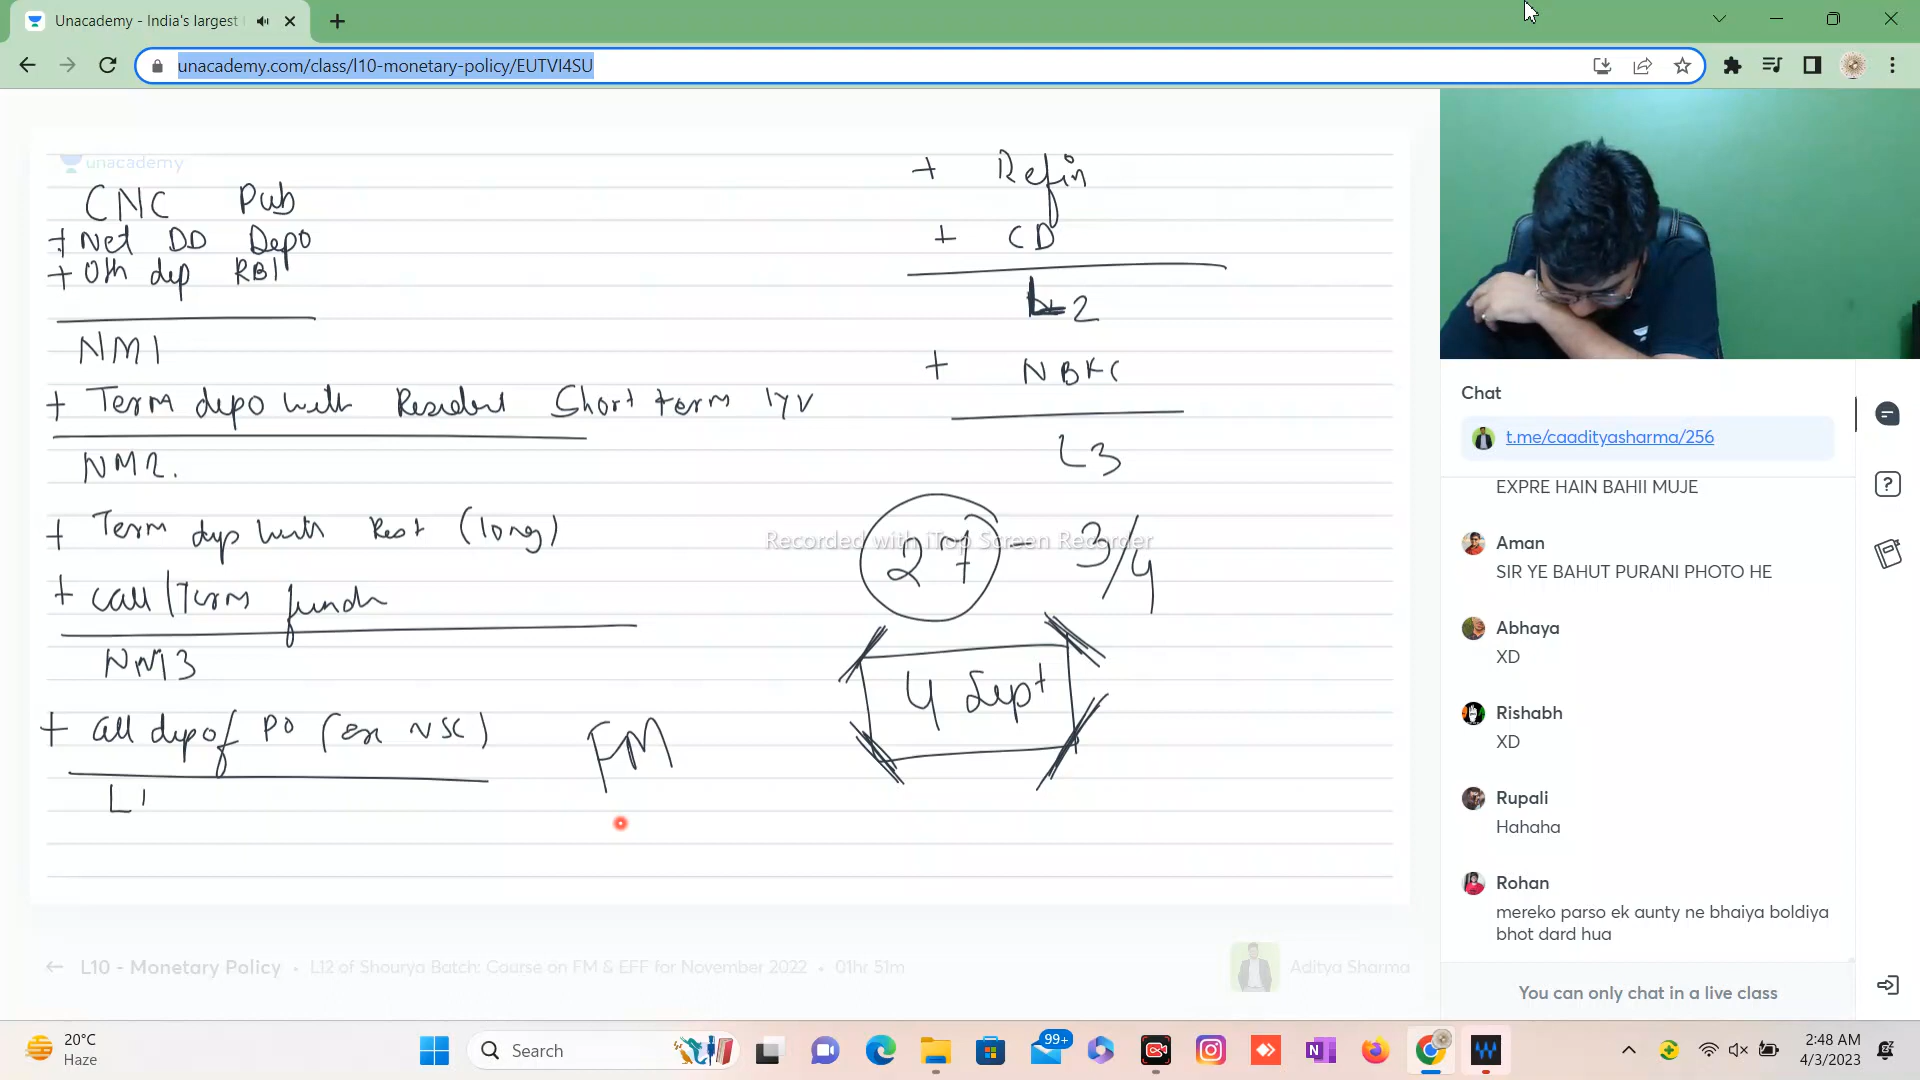 Unacademy - India's largest
unacademy.com/class/l10-monetary-policy/EUTVI4SU
unacademy
CNC Pub
+ Net DD Depo
+ Oth dep RBI
NM1
+ Term depo with Resident Short term 1yr
NM2.
+ Term dep with Rest (long)
+ Call/Term funds
NM3
+ all dep of PO (ex NSC)
L1
FM
+ Refin
+ CD
L2
+ NBFC
L3
27 - 3/4
4 Sept
Recorded with iTop Screen Recorder
L10 - Monetary Policy • L12 of Shourya Batch: Course on FM & EFF for November 2022 • 01hr 51m
Aditya Sharma
Chat
t.me/caadityasharma/256
EXPRE HAIN BAHII MUJE
Aman
SIR YE BAHUT PURANI PHOTO HE
Abhaya
XD
Rishabh
XD
Rupali
Hahaha
Rohan
mereko parso ek aunty ne bhaiya boldiya
bhot dard hua
You can only chat in a live class
20°C
Haze
Search
99+
2:48 AM
4/3/2023